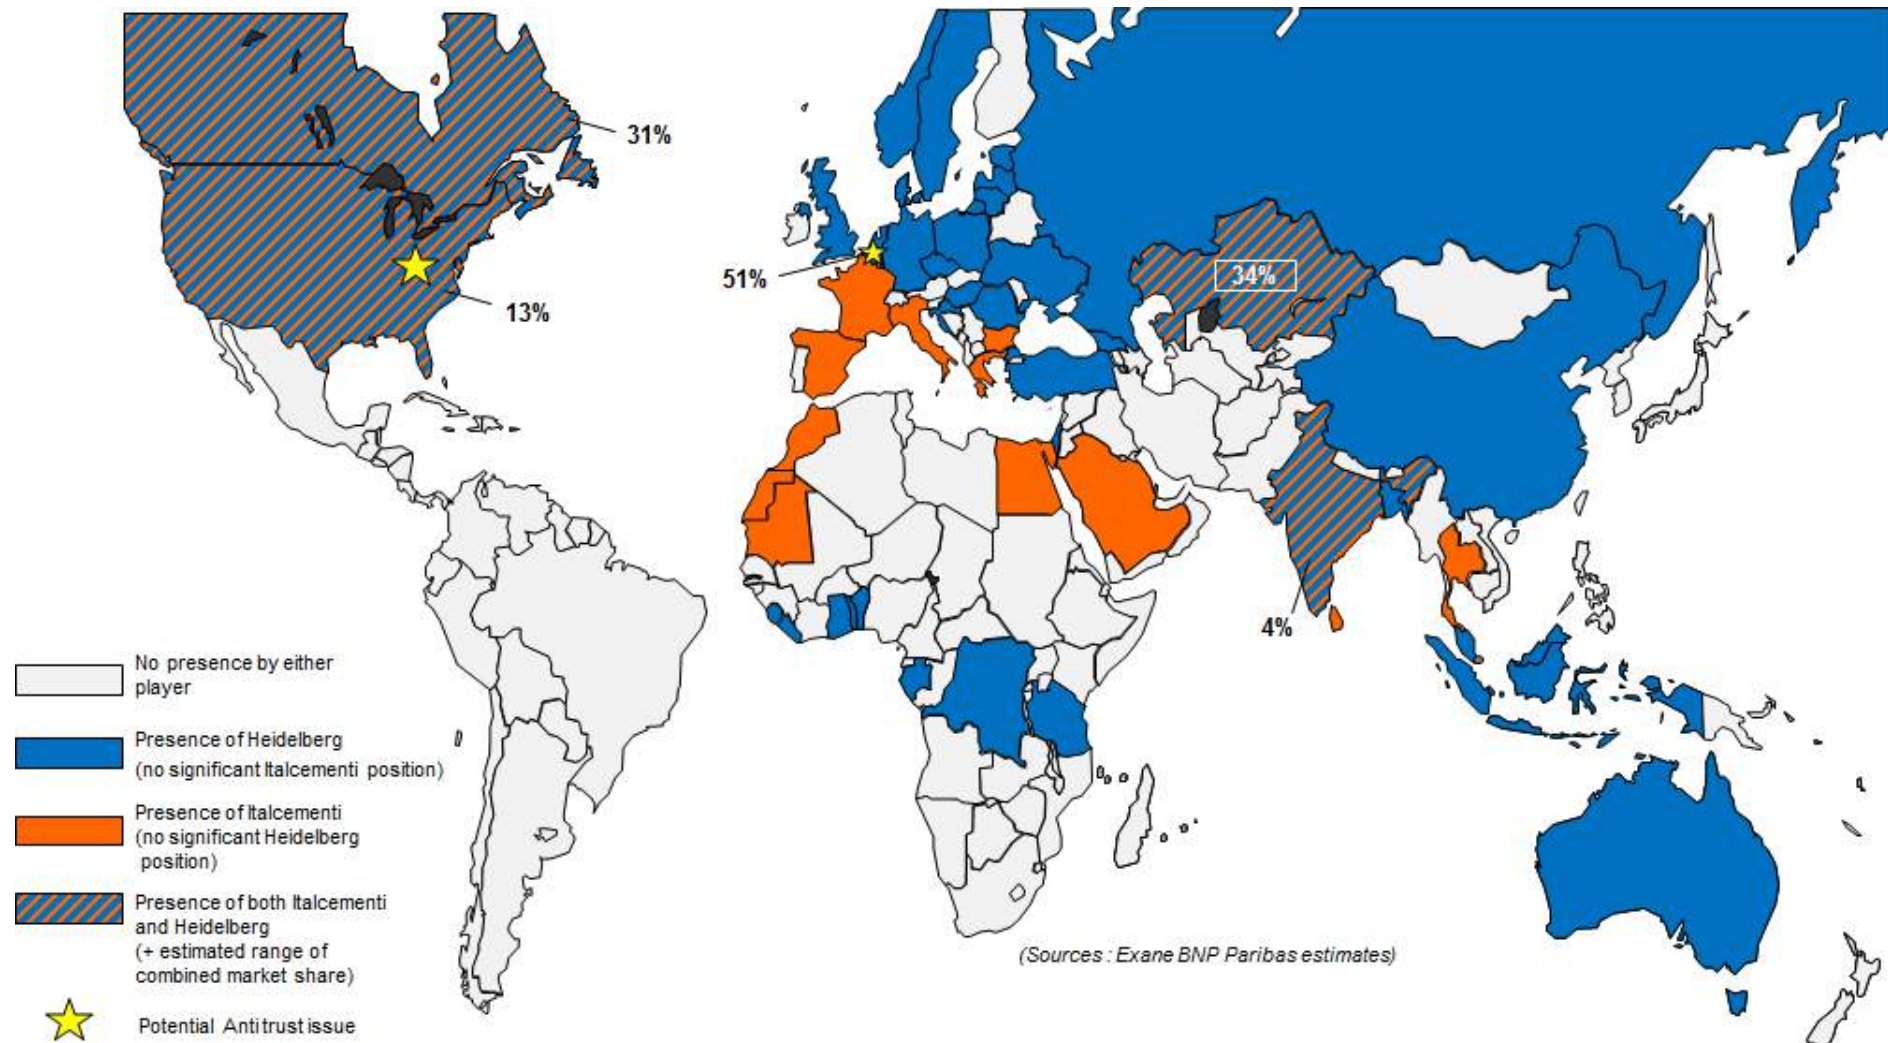 31%
51%
34%
13%
4%
No presence by either
player
Presence of Heidelberg
(no significant Italcementi position)
Presence of Italcementi
(no significant Heidelberg
position)
Presence of both Italcementi
and Heidelberg
(+ estimated range of
combined market share)
(Sources : Exane BNP Paribas estimates)
Potential Antitrust issue